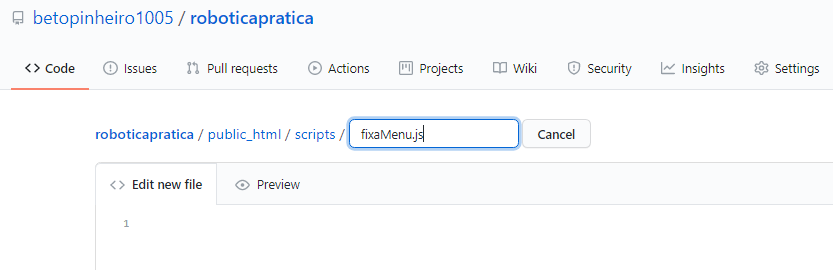 betopinheiro1005 / roboticapratica
Code Issues Pull requests Actions Projects Wiki Security Insights Settings
roboticapratica / public_html / scripts / fixaMenu.js Cancel
Edit new file Preview
1